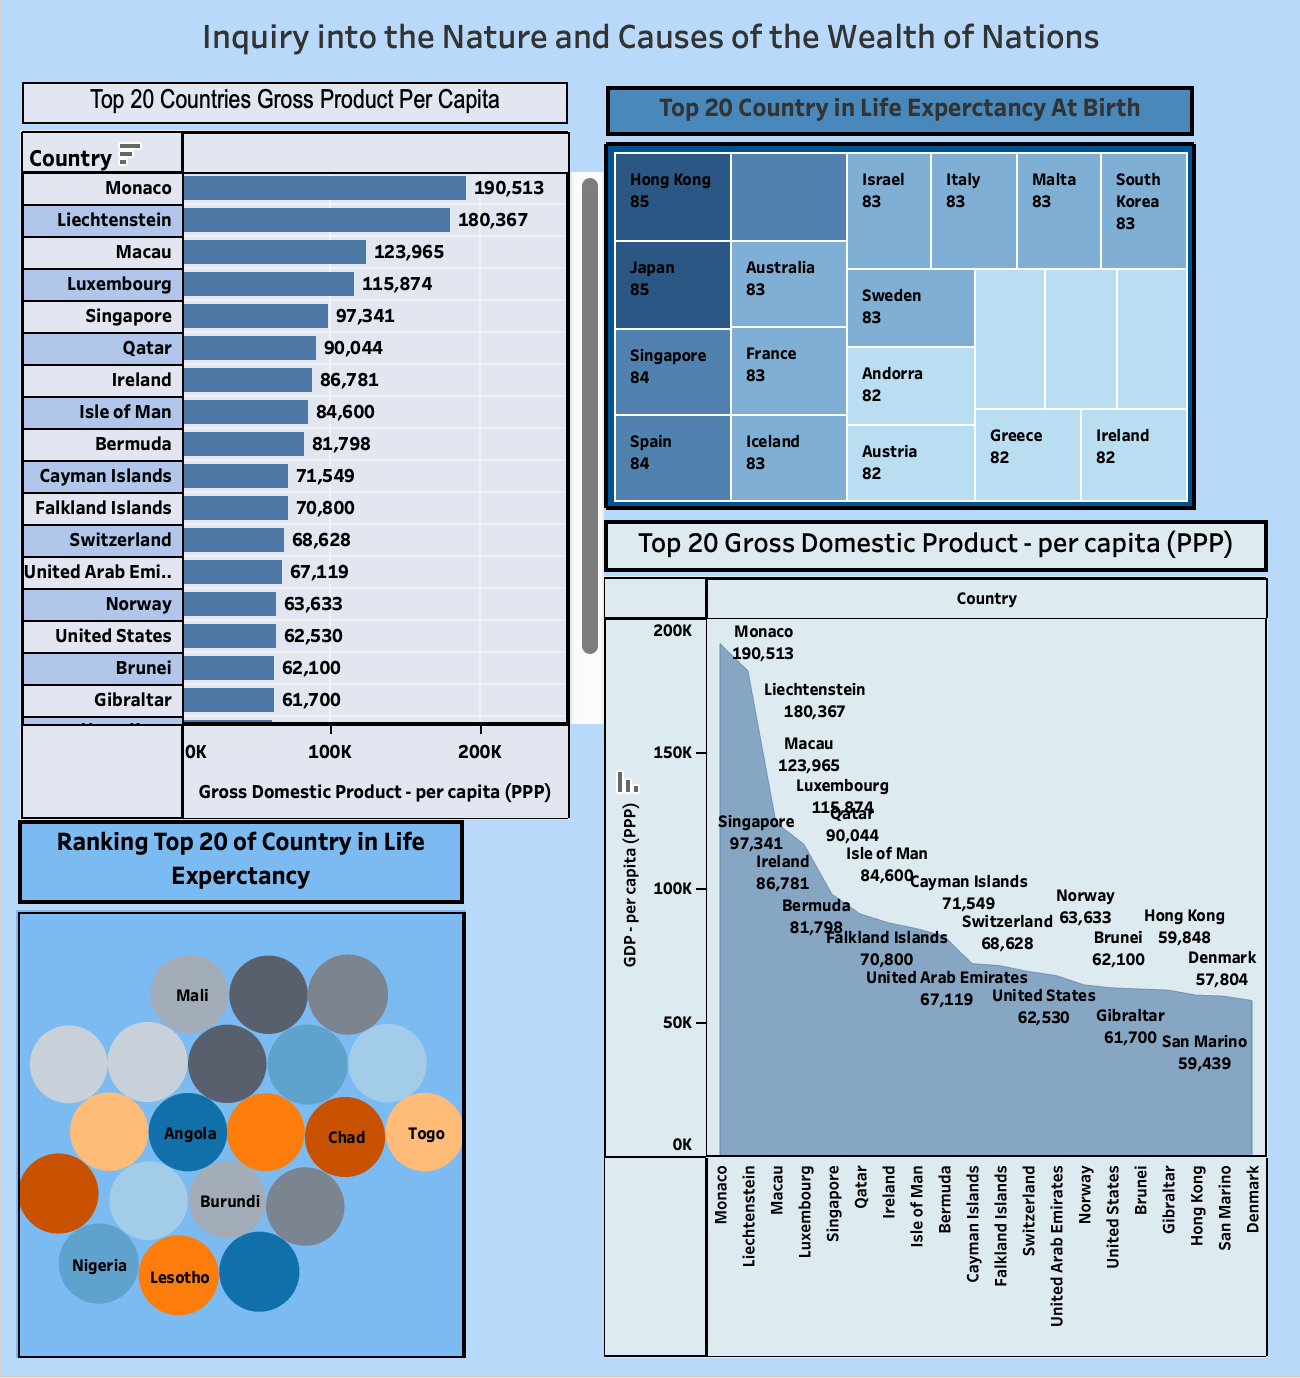 Inquiry into the Nature and Causes of the Wealth of Nations
Top 20 Countries Gross Product Per Capita
Country
Monaco 190,513
Liechtenstein 180,367
Macau 123,965
Luxembourg 115,874
Singapore 97,341
Qatar 90,044
Ireland 86,781
Isle of Man 84,600
Bermuda 81,798
Cayman Islands 71,549
Falkland Islands 70,800
Switzerland 68,628
United Arab Emi.. 67,119
Norway 63,633
United States 62,530
Brunei 62,100
Gibraltar 61,700
0K 100K 200K
Gross Domestic Product - per capita (PPP)
Top 20 Country in Life Experctancy At Birth
Hong Kong
85
Japan
85
Singapore
84
Spain
84
Australia
83
France
83
Iceland
83
Israel
83
Italy
83
Malta
83
South
Korea
83
Sweden
83
Andorra
82
Austria
82
Greece
82
Ireland
82
Top 20 Gross Domestic Product - per capita (PPP)
Country
200K
150K
100K
50K
0K
GDP - per capita (PPP)
Monaco
190,513
Liechtenstein
180,367
Macau
123,965
Luxembourg
115,874
Singapore
97,341
Qatar
90,044
Ireland
86,781
Isle of Man
84,600
Bermuda
81,798
Cayman Islands
71,549
Falkland Islands
70,800
Switzerland
68,628
United Arab Emirates
67,119
Norway
63,633
United States
62,530
Brunei
62,100
Gibraltar
61,700
Hong Kong
59,848
San Marino
59,439
Denmark
57,804
Monaco
Liechtenstein
Macau
Luxembourg
Singapore
Qatar
Ireland
Isle of Man
Bermuda
Cayman Islands
Falkland Islands
Switzerland
United Arab Emirates
Norway
United States
Brunei
Gibraltar
Hong Kong
San Marino
Denmark
Ranking Top 20 of Country in Life
Experctancy
Mali
Angola
Chad
Togo
Burundi
Nigeria
Lesotho